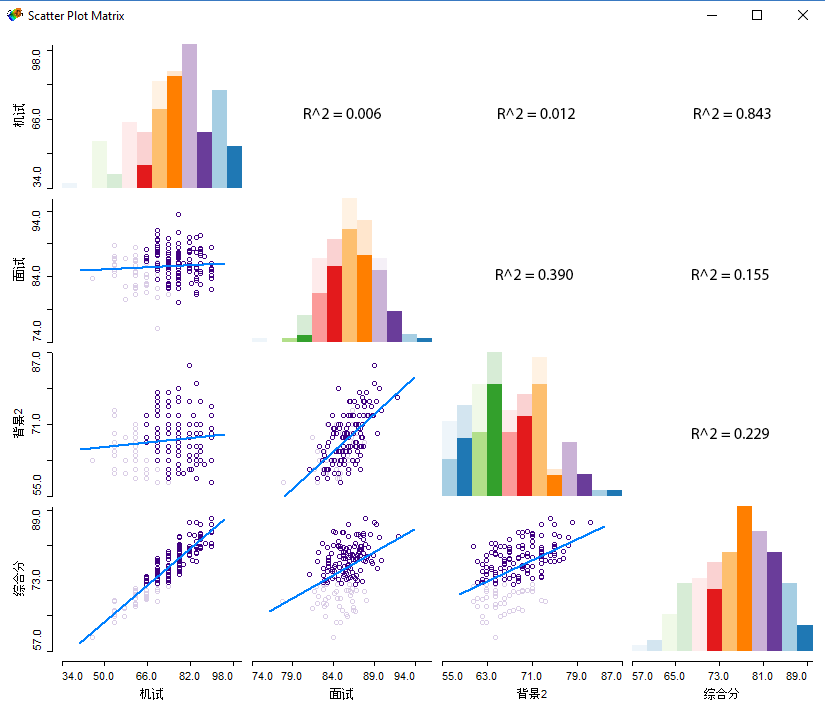 Scatter Plot Matrix
机试
98.0
66.0
34.0
R^2 = 0.006
R^2 = 0.012
R^2 = 0.843
面试
94.0
84.0
74.0
R^2 = 0.390
R^2 = 0.155
背景2
87.0
71.0
55.0
R^2 = 0.229
综合分
89.0
73.0
57.0
34.0 50.0 66.0 82.0 98.0
74.0 79.0 84.0 89.0 94.0
55.0 63.0 71.0 79.0 87.0
57.0 65.0 73.0 81.0 89.0
机试
面试
背景2
综合分